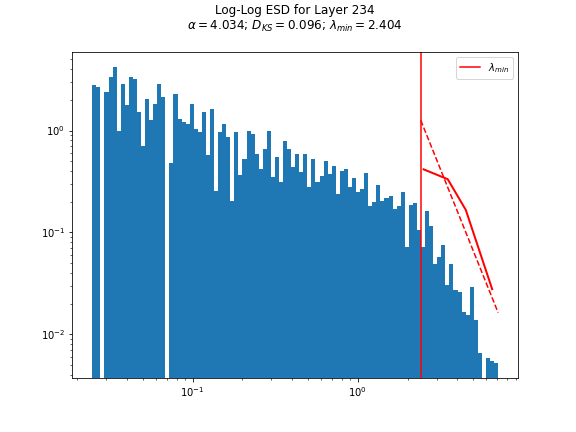 Log-Log ESD for Layer 234
α = 4.034; D_KS = 0.096; λ_min = 2.404
λ_min
10^0
10^-1
10^-2
10^-1
10^0